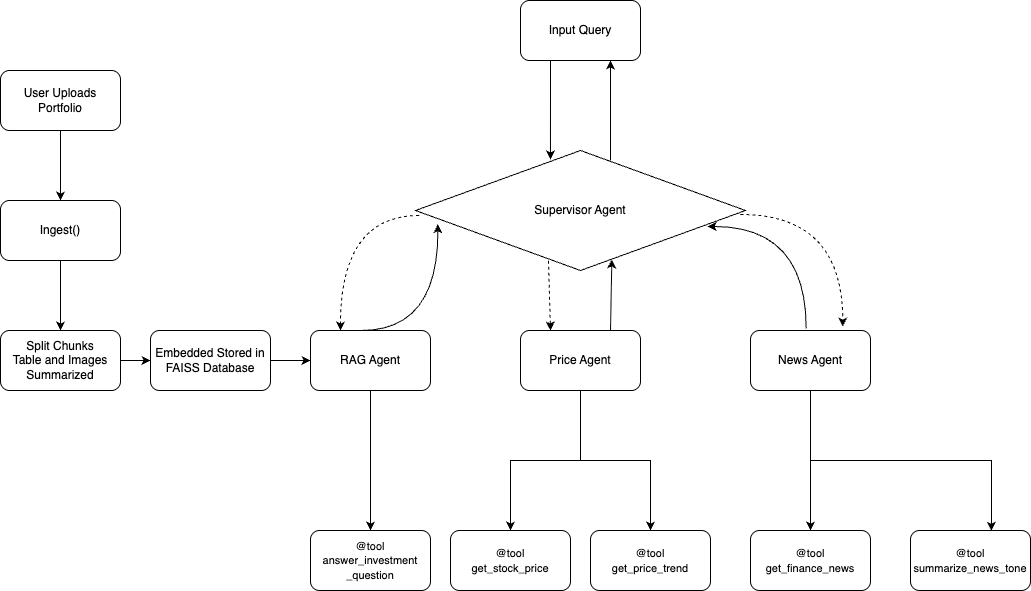 Input Query
User Uploads
Portfolio
Ingest()
Supervisor Agent
Split Chunks
Table and Images
Summarized
Embedded Stored in
FAISS Database
RAG Agent
Price Agent
News Agent
@tool
answer_investment
_question
@tool
get_stock_price
@tool
get_price_trend
@tool
get_finance_news
@tool
summarize_news_tone